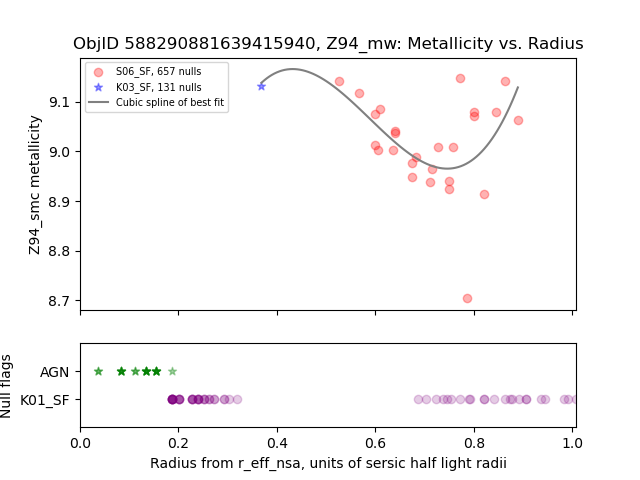 ObjID 588290881639415940, Z94_mw: Metallicity vs. Radius
S06_SF, 657 nulls
K03_SF, 131 nulls
Cubic spline of best fit
Z94_smc metallicity
9.1
9.0
8.9
8.8
8.7
Null flags
AGN
K01_SF
0.0 0.2 0.4 0.6 0.8 1.0
Radius from r_eff_nsa, units of sersic half light radii